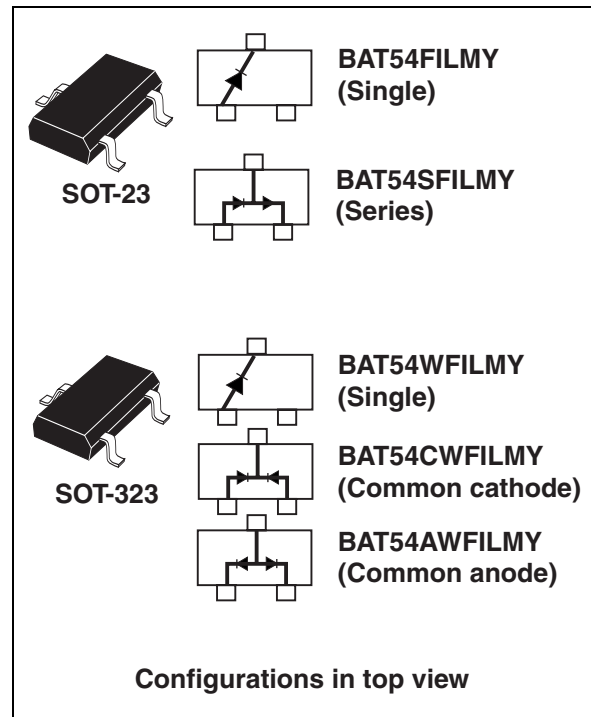 BAT54FILMY
(Single)
SOT-23
BAT54SFILMY
(Series)
BAT54WFILMY
(Single)
SOT-323
BAT54CWFILMY
(Common cathode)
BAT54AWFILMY
(Common anode)
Configurations in top view